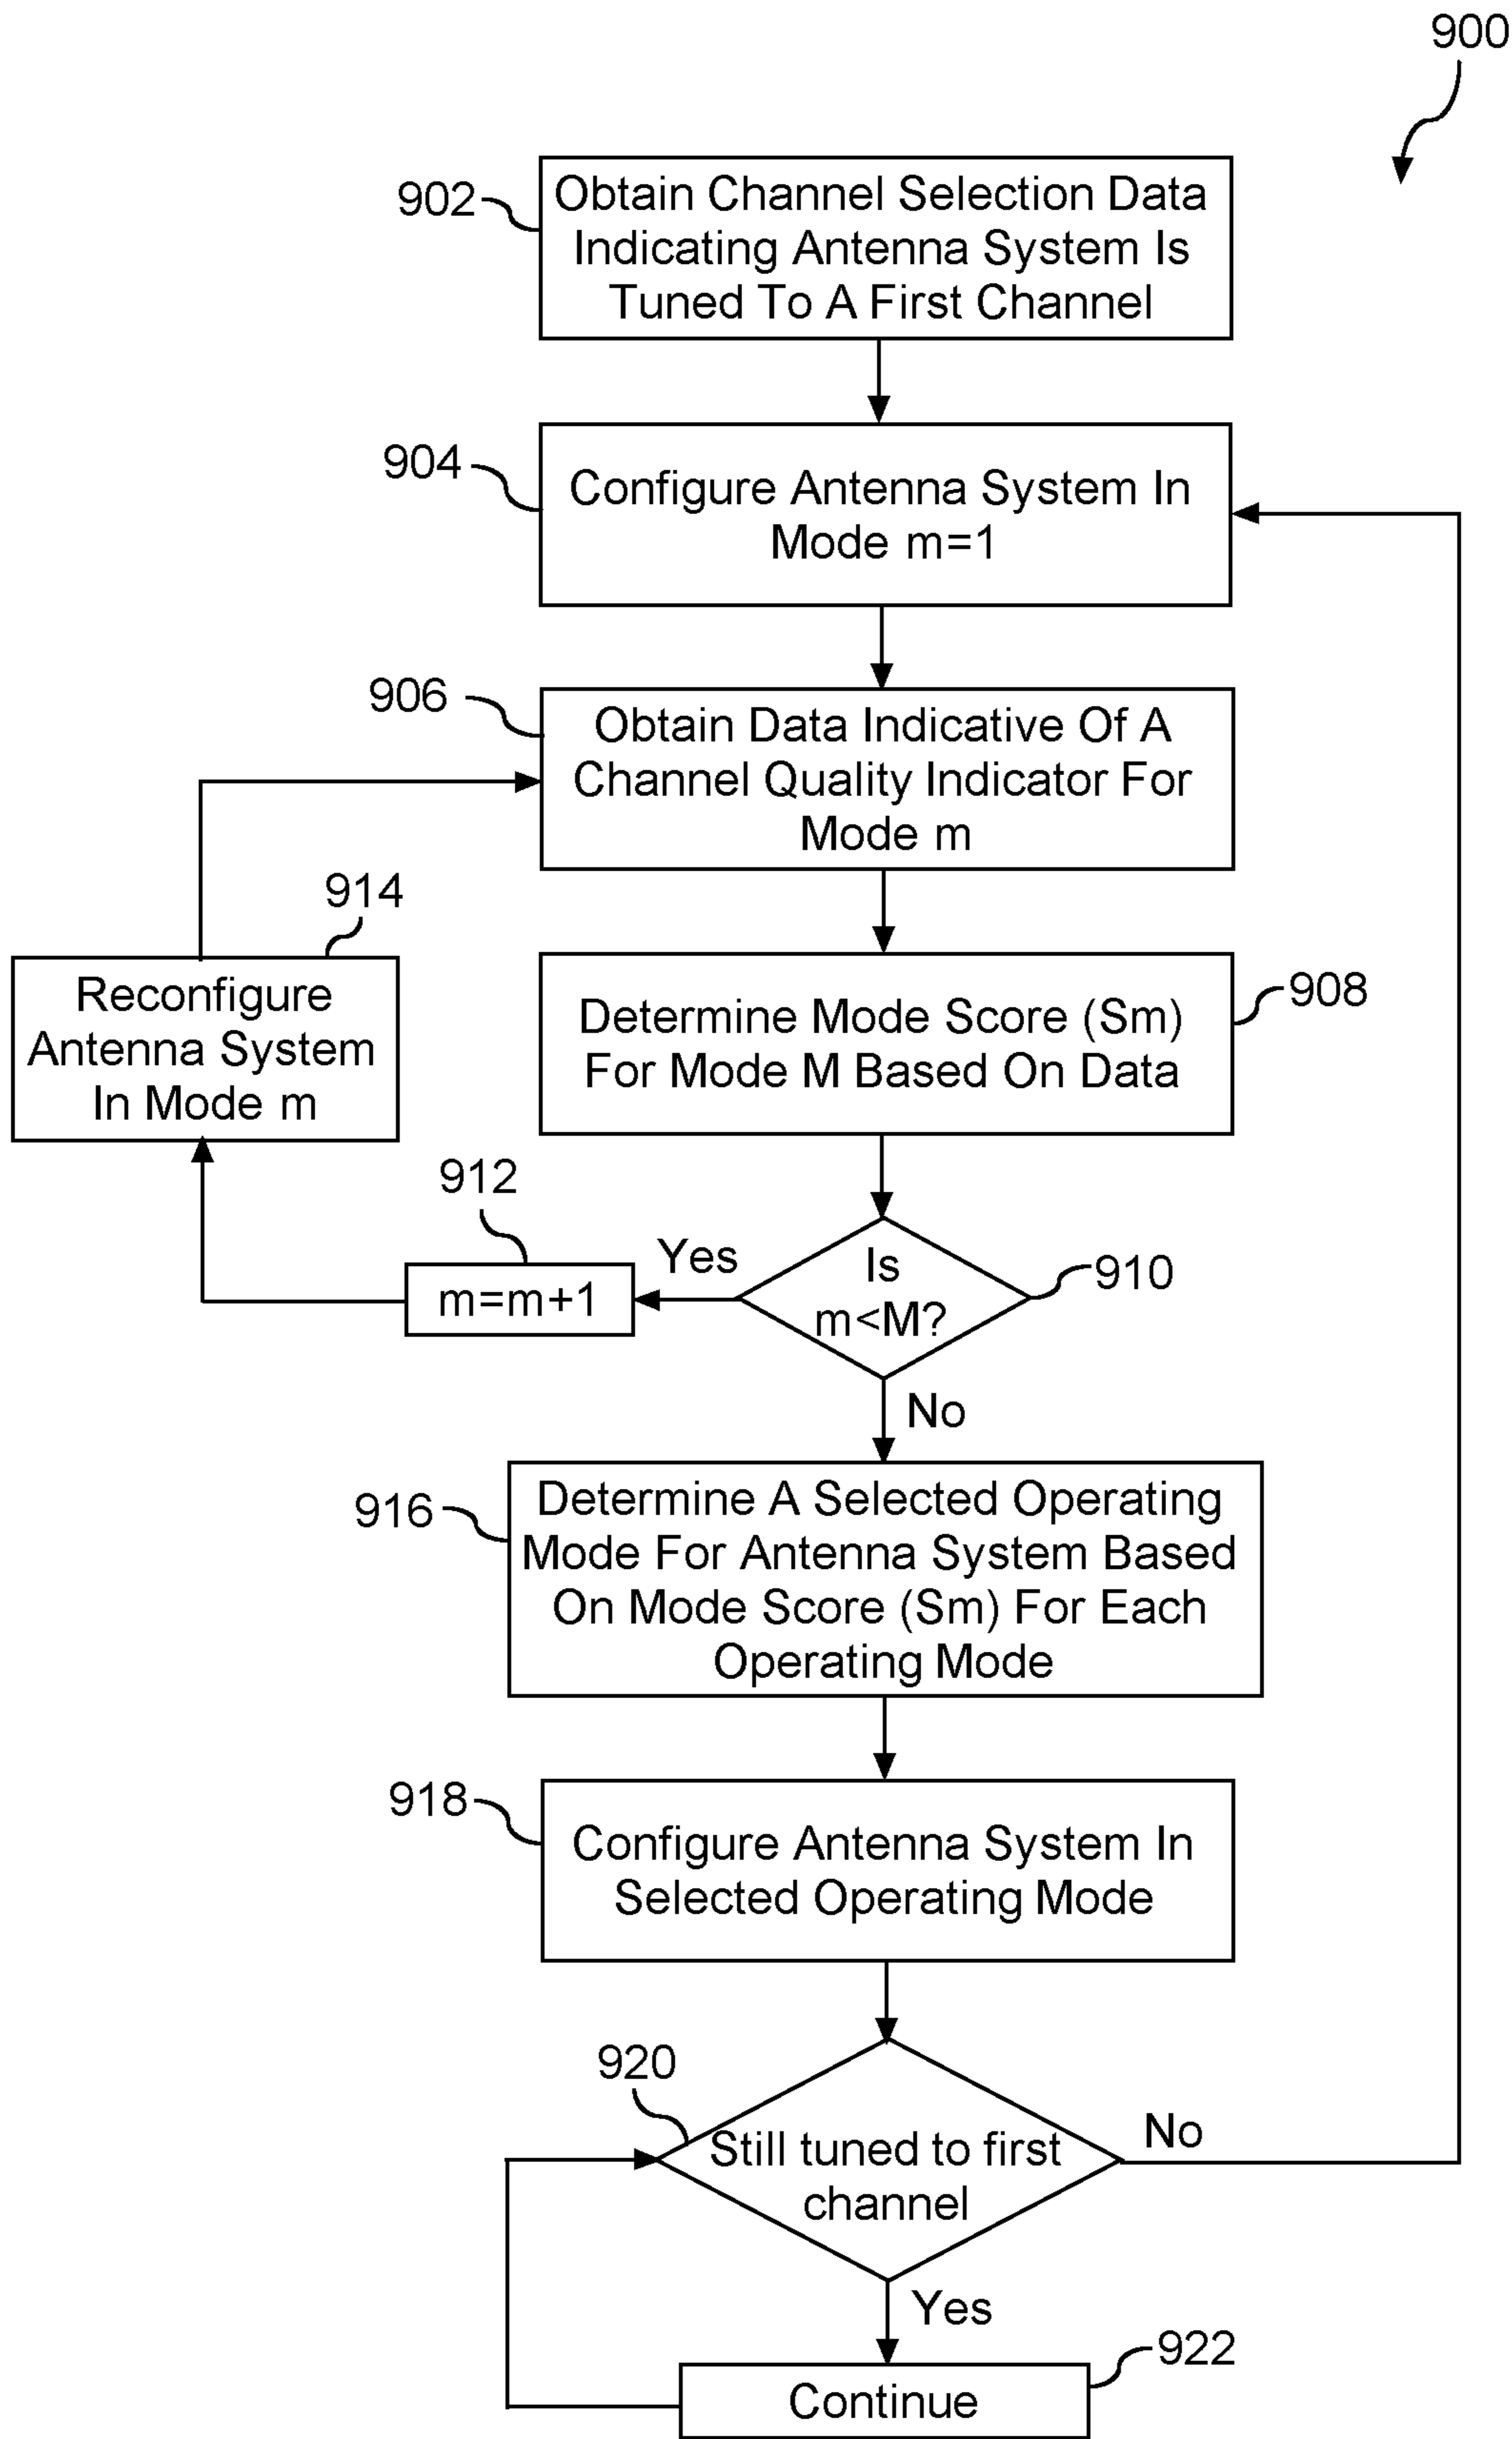 900
902
Obtain Channel Selection Data
Indicating Antenna System Is
Tuned To A First Channel
904
Configure Antenna System In
Mode m=1
906
Obtain Data Indicative Of A
Channel Quality Indicator For
Mode m
914
Reconfigure
Antenna System
In Mode m
908
Determine Mode Score (Sm)
For Mode M Based On Data
912
m=m+1
Yes
Is
m<M?
910
No
916
Determine A Selected Operating
Mode For Antenna System Based
On Mode Score (Sm) For Each
Operating Mode
918
Configure Antenna System In
Selected Operating Mode
920
Still tuned to first
channel
No
Yes
922
Continue